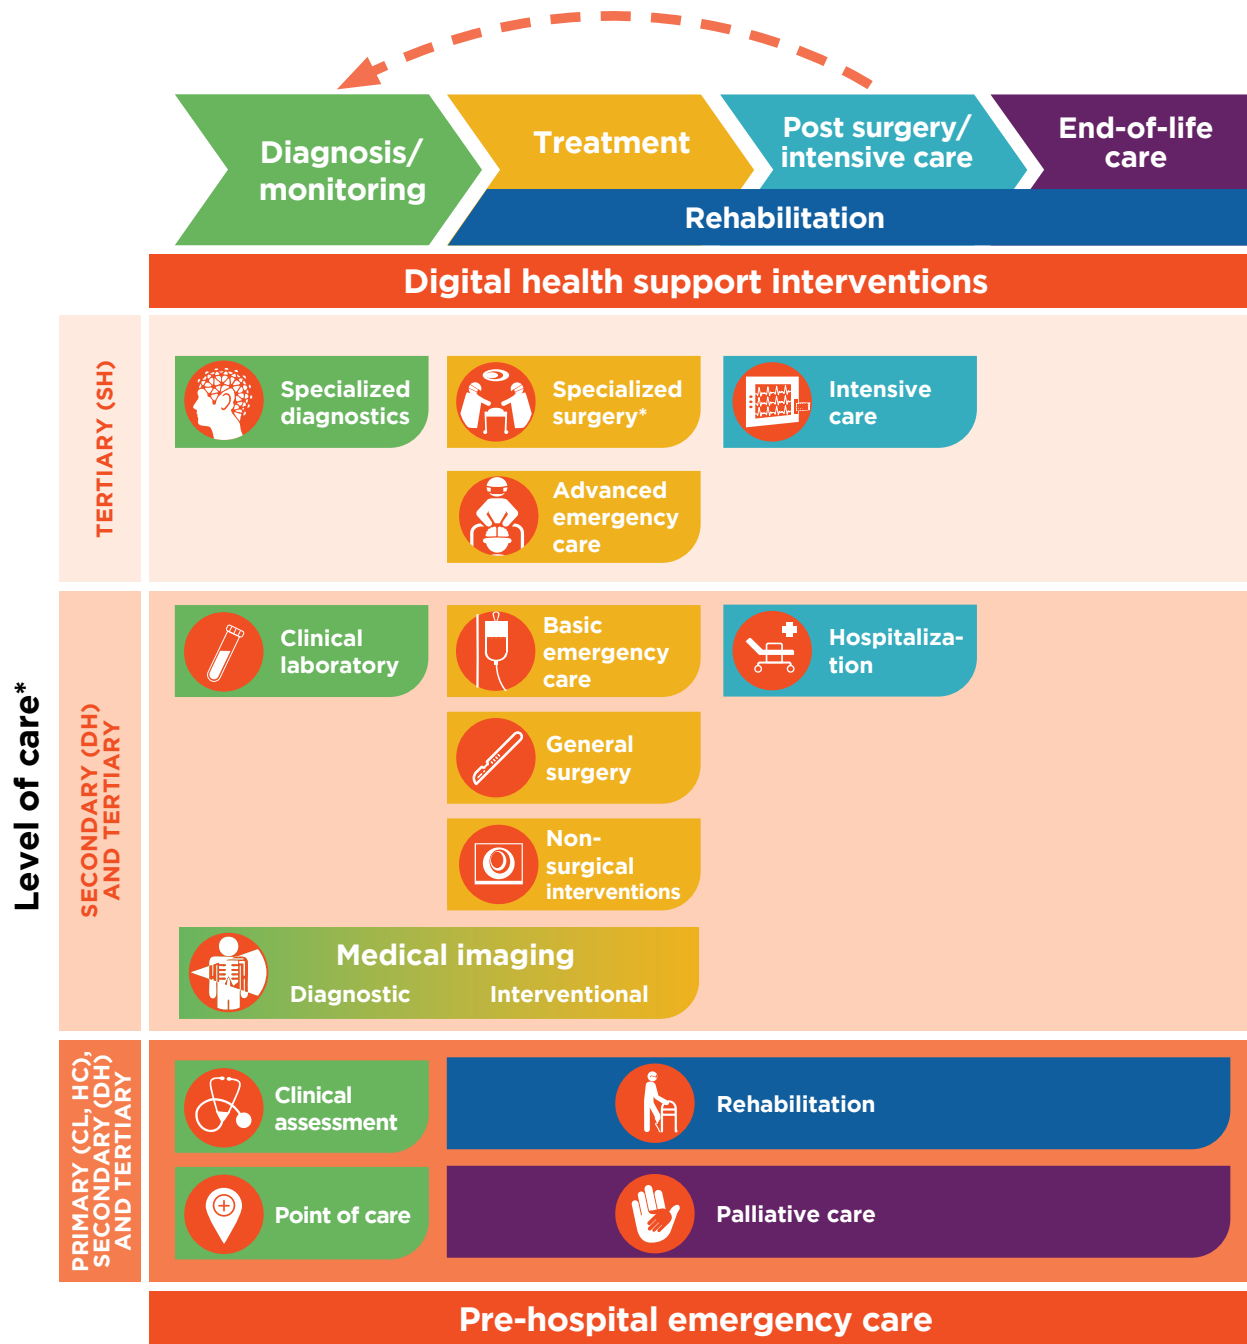 Diagnosis/
monitoring
Treatment
Post surgery/
intensive care
End-of-life
care
Rehabilitation
Digital health support interventions
Level of care*
TERTIARY (SH)
Specialized
diagnostics
Specialized
surgery*
Intensive
care
Advanced
emergency
care
SECONDARY (DH)
AND TERTIARY
Clinical
laboratory
Basic
emergency
care
Hospitaliza-
tion
General
surgery
Non-
surgical
interventions
Medical imaging
Diagnostic
Interventional
PRIMARY (CL, HC),
SECONDARY (DH)
AND TERTIARY
Clinical
assessment
Rehabilitation
Point of care
Palliative care
Pre-hospital emergency care